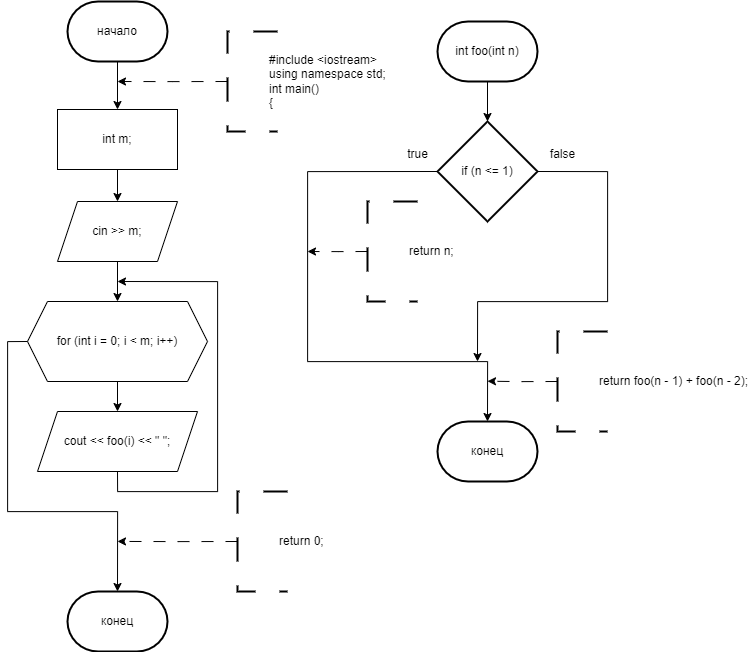 начало
#include <iostream>
using namespace std;
int main()
{
int m;
cin >> m;
for (int i = 0; i < m; i++)
cout << foo(i) << " ";
return 0;
конец
int foo(int n)
true
if (n <= 1)
false
return n;
return foo(n - 1) + foo(n - 2);
конец